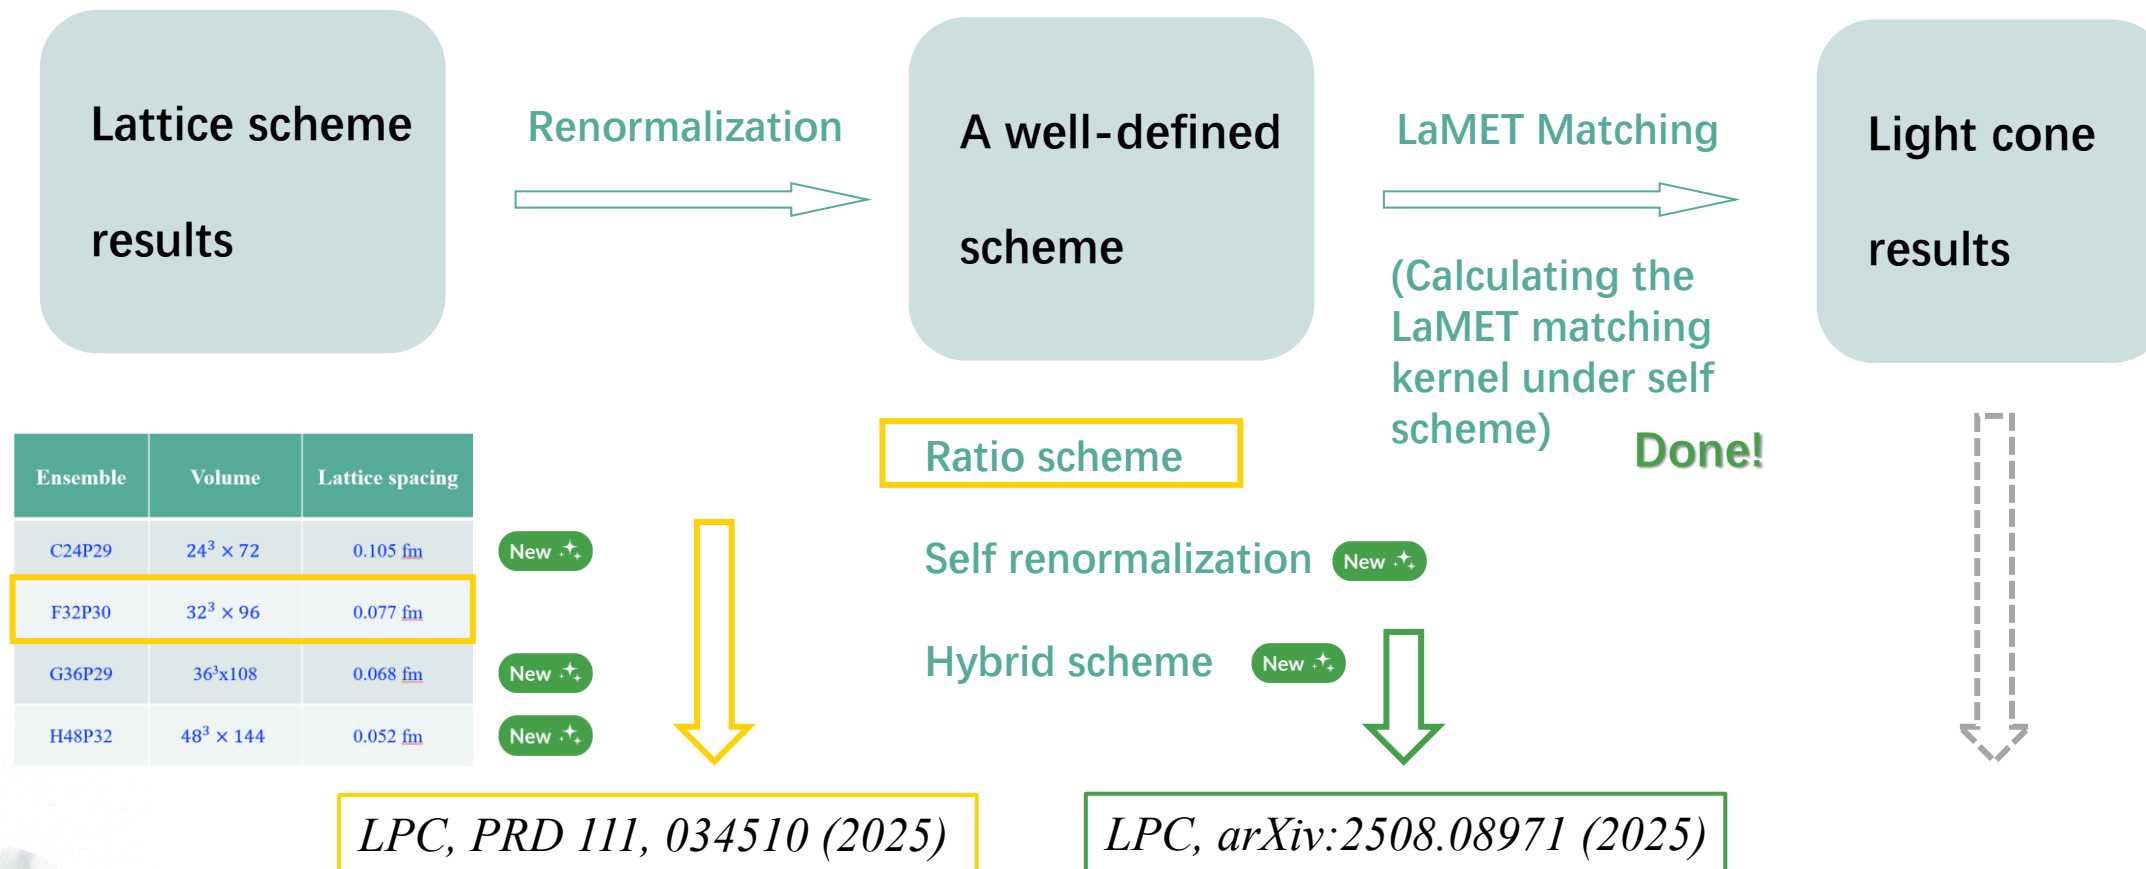 Lattice scheme
results
Renormalization
A well-defined
scheme
LaMET Matching
(Calculating the
LaMET matching
kernel under self
scheme)
Done!
Light cone
results
Ensemble Volume Lattice spacing
C24P29 24³ × 72 0.105 fm New
F32P30 32³ × 96 0.077 fm
G36P29 36³x108 0.068 fm New
H48P32 48³ × 144 0.052 fm New
Ratio scheme
Self renormalization New
Hybrid scheme New
LPC, PRD 111, 034510 (2025)
LPC, arXiv:2508.08971 (2025)